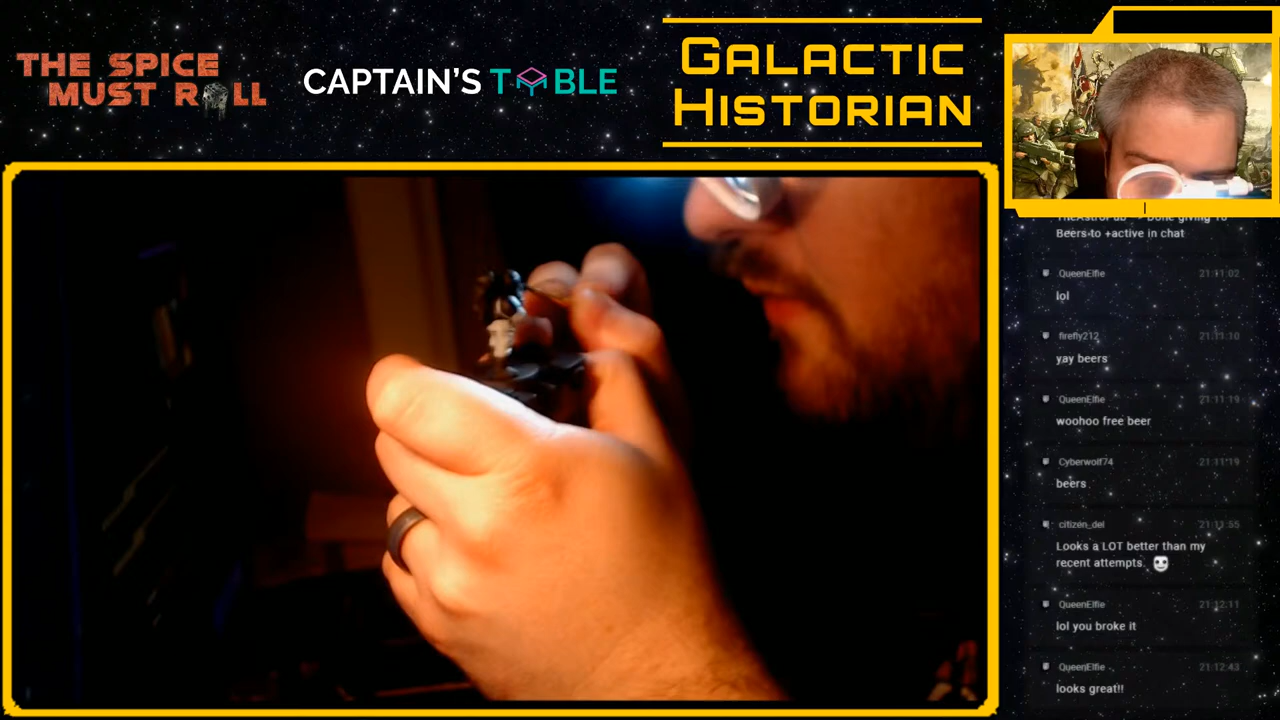 THE SPICE
MUST ROLL
CAPTAIN'S TABLE
GALACTIC
HISTORIAN
Beers to +active in chat
QueenElfie 21:11:02
lol
firefly212 21:11:10
yay beers
QueenElfie 21:11:19
woohoo free beer
Cyberwolf74 21:11:19
beers
citizen_del 21:11:55
Looks a LOT better than my
recent attempts.
QueenElfie 21:12:11
lol you broke it
QueenElfie 21:12:43
looks great!!